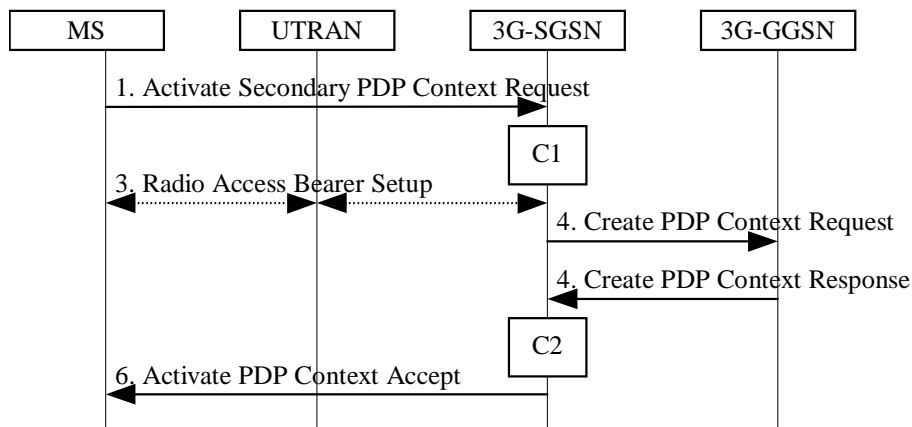 MS
UTRAN
3G-SGSN
3G-GGSN
1. Activate Secondary PDP Context Request
C1
3. Radio Access Bearer Setup
4. Create PDP Context Request
4. Create PDP Context Response
C2
6. Activate PDP Context Accept